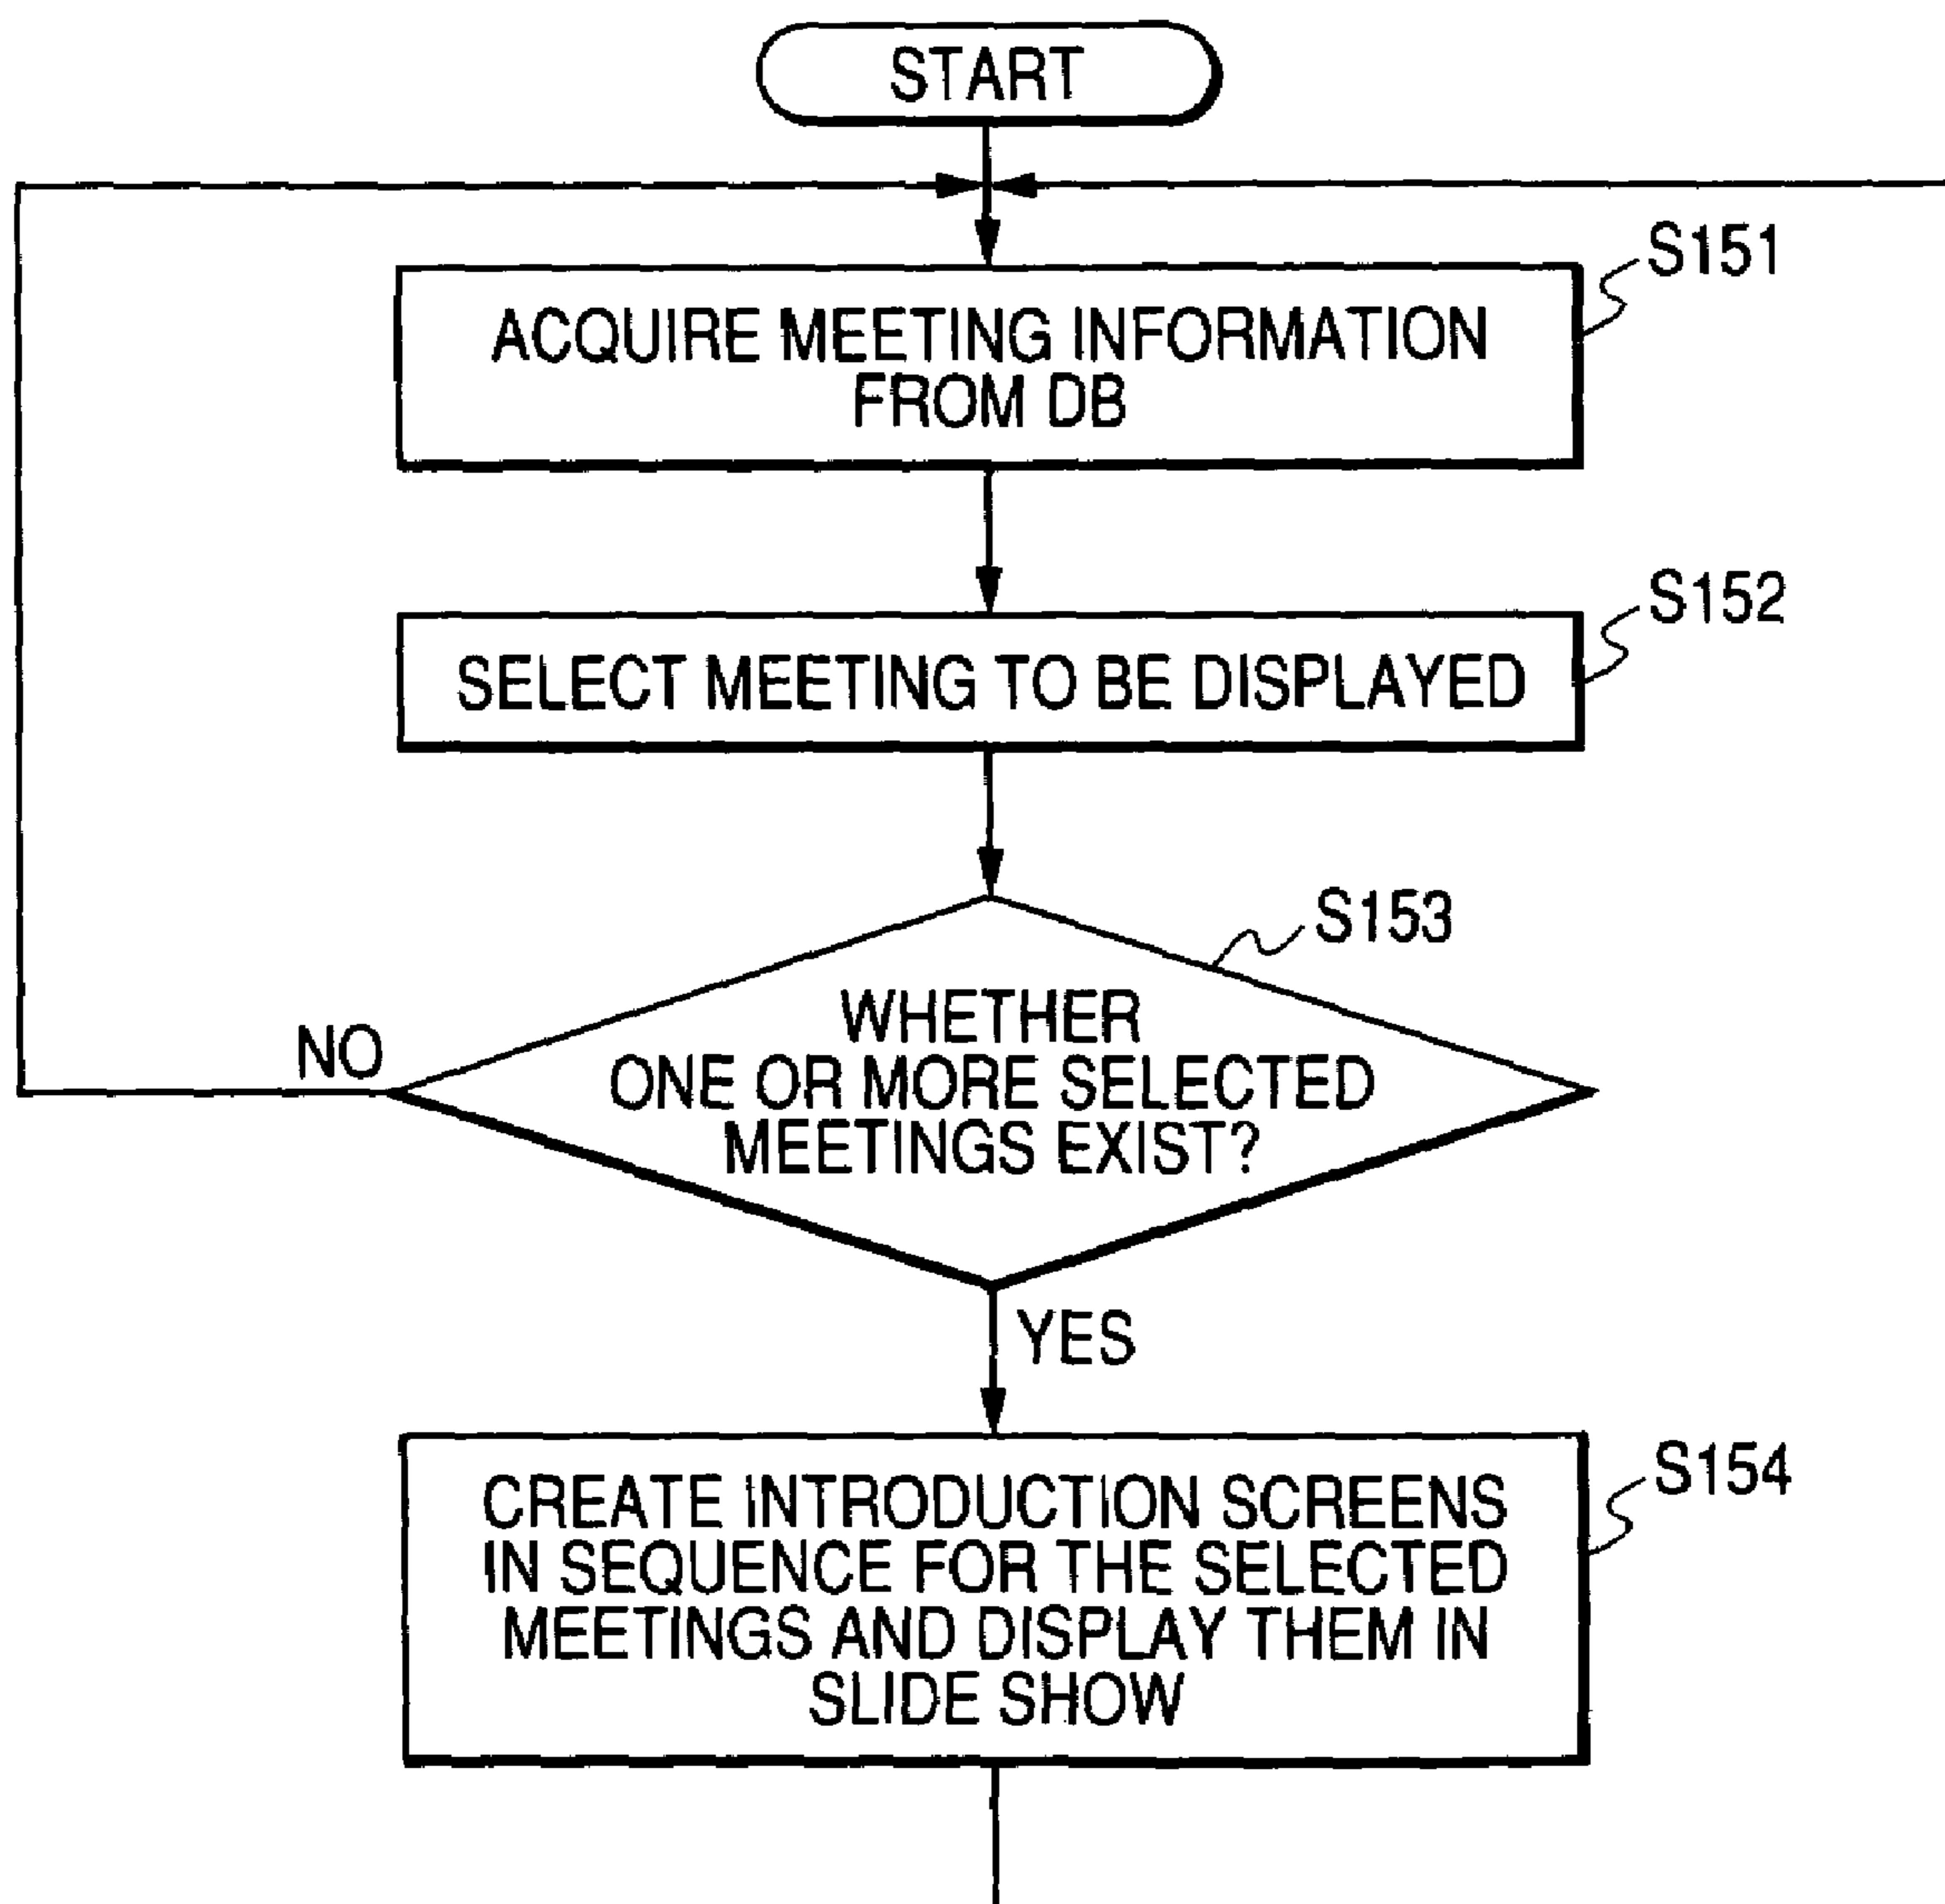 START
S151
ACQUIRE MEETING INFORMATION
FROM DB
S152
SELECT MEETING TO BE DISPLAYED
S153
WHETHER
ONE OR MORE SELECTED
MEETINGS EXIST?
NO
YES
S154
CREATE INTRODUCTION SCREENS
IN SEQUENCE FOR THE SELECTED
MEETINGS AND DISPLAY THEM IN
SLIDE SHOW